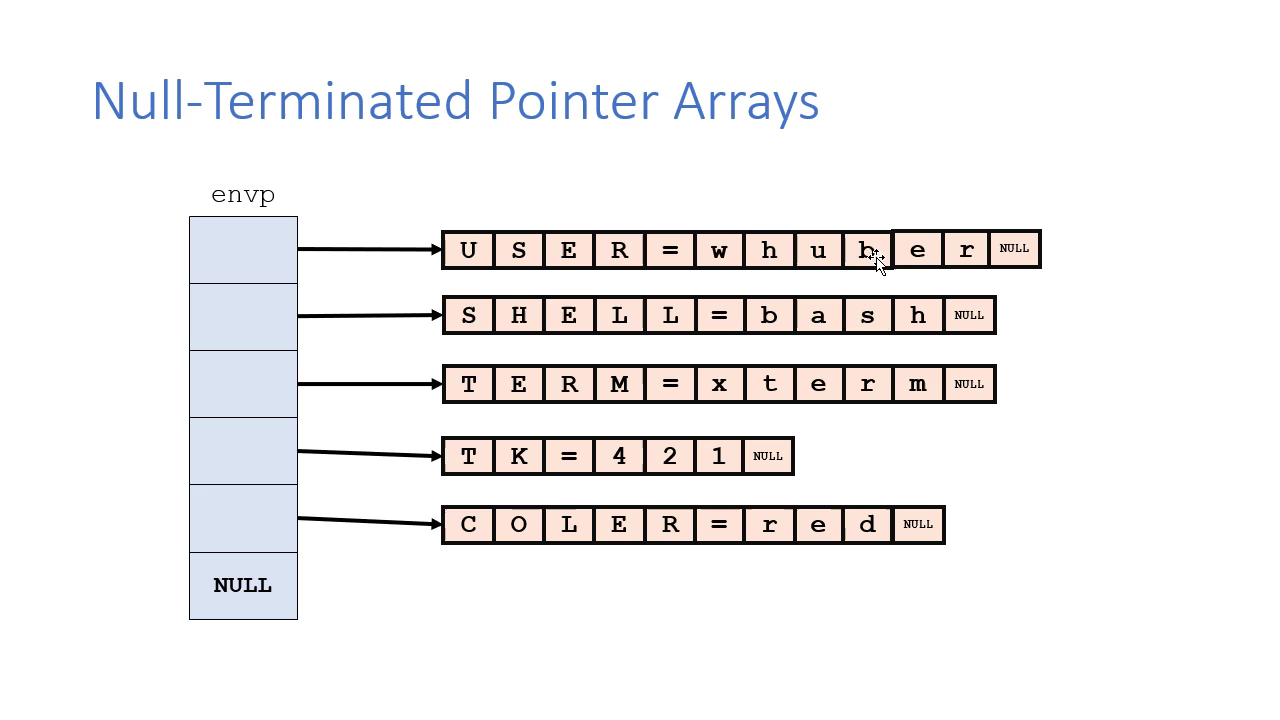 Null-Terminated Pointer Arrays
envp
U S E R = w h u b e r NULL
S H E L L = b a s h NULL
T E R M = x t e r m NULL
T K = 4 2 1 NULL
C O L E R = r e d NULL
NULL